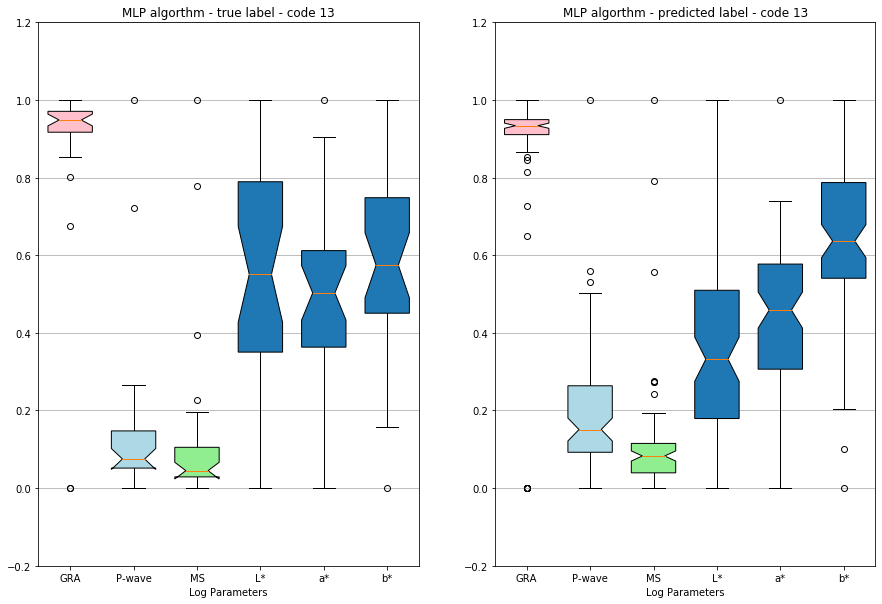 MLP algorthm - true label - code 13
1.2
1.0
0.8
0.6
0.4
0.2
0.0
−0.2
GRA P-wave MS L* a* b*
Log Parameters
MLP algorthm - predicted label - code 13
1.2
1.0
0.8
0.6
0.4
0.2
0.0
−0.2
GRA P-wave MS L* a* b*
Log Parameters